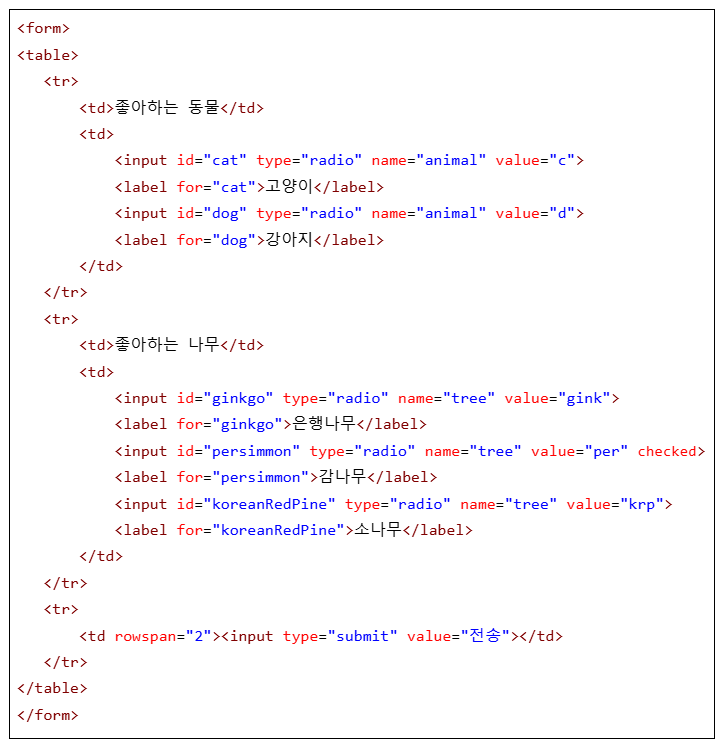 <form>
<table>
<tr>
<td>좋아하는 동물</td>
<td>
<input id="cat" type="radio" name="animal" value="c">
<label for="cat">고양이</label>
<input id="dog" type="radio" name="animal" value="d">
<label for="dog">강아지</label>
</td>
</tr>
<tr>
<td>좋아하는 나무</td>
<td>
<input id="ginkgo" type="radio" name="tree" value="gink">
<label for="ginkgo">은행나무</label>
<input id="persimmon" type="radio" name="tree" value="per" checked>
<label for="persimmon">감나무</label>
<input id="koreanRedPine" type="radio" name="tree" value="krp">
<label for="koreanRedPine">소나무</label>
</td>
</tr>
<tr>
<td rowspan="2"><input type="submit" value="전송"></td>
</tr>
</table>
</form>